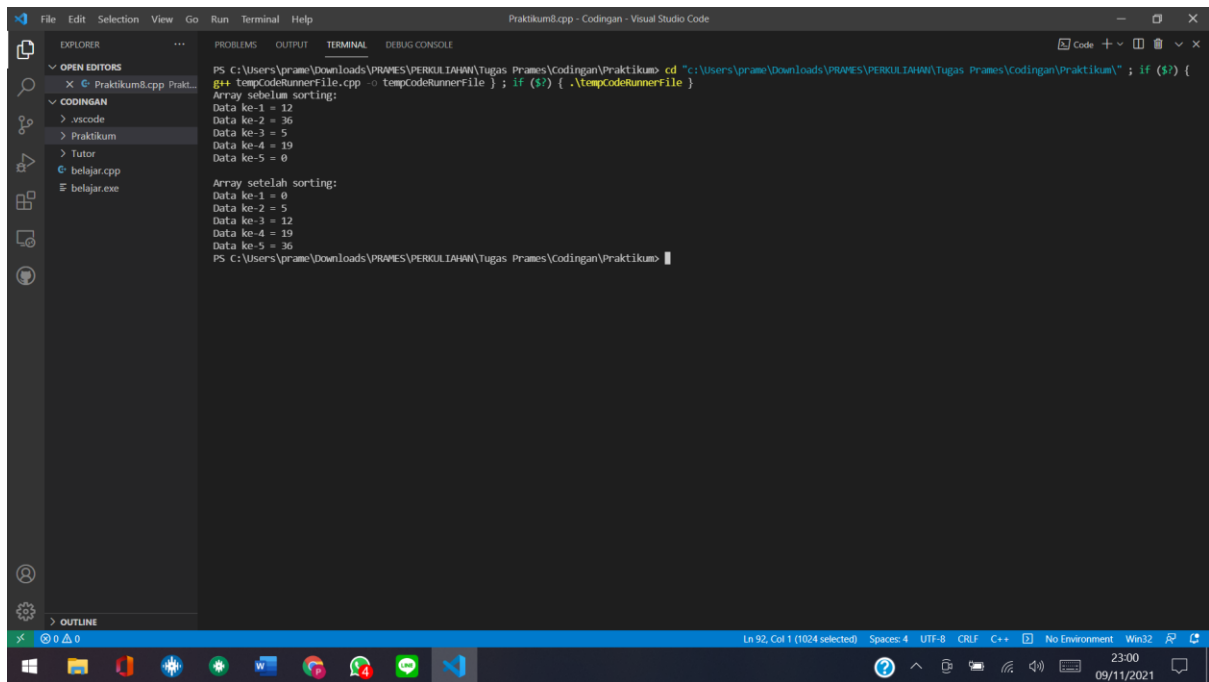 File Edit Selection View Go Run Terminal Help
Praktikum8.cpp - Codingan - Visual Studio Code
EXPLORER
OPEN EDITORS
Praktikum8.cpp Prakt...
CODINGAN
.vscode
Praktikum
Tutor
belajar.cpp
belajar.exe
OUTLINE
PROBLEMS OUTPUT TERMINAL DEBUG CONSOLE
Code
PS C:\Users\prame\Downloads\PRAMES\PERKULIAHAN\Tugas Prames\Codingan\Praktikum> cd "c:\Users\prame\Downloads\PRAMES\PERKULIAHAN\Tugas Prames\Codingan\Praktikum\" ; if ($?) {
g++ tempCodeRunnerFile.cpp -o tempCodeRunnerFile } ; if ($?) { .\tempCodeRunnerFile }
Array sebelum sorting:
Data ke-1 = 12
Data ke-2 = 36
Data ke-3 = 5
Data ke-4 = 19
Data ke-5 = 0
Array setelah sorting:
Data ke-1 = 0
Data ke-2 = 5
Data ke-3 = 12
Data ke-4 = 19
Data ke-5 = 36
PS C:\Users\prame\Downloads\PRAMES\PERKULIAHAN\Tugas Prames\Codingan\Praktikum>
0 0
Ln 92, Col 1 (1024 selected) Spaces: 4 UTF-8 CRLF C++ No Environment Win32
23:00
09/11/2021